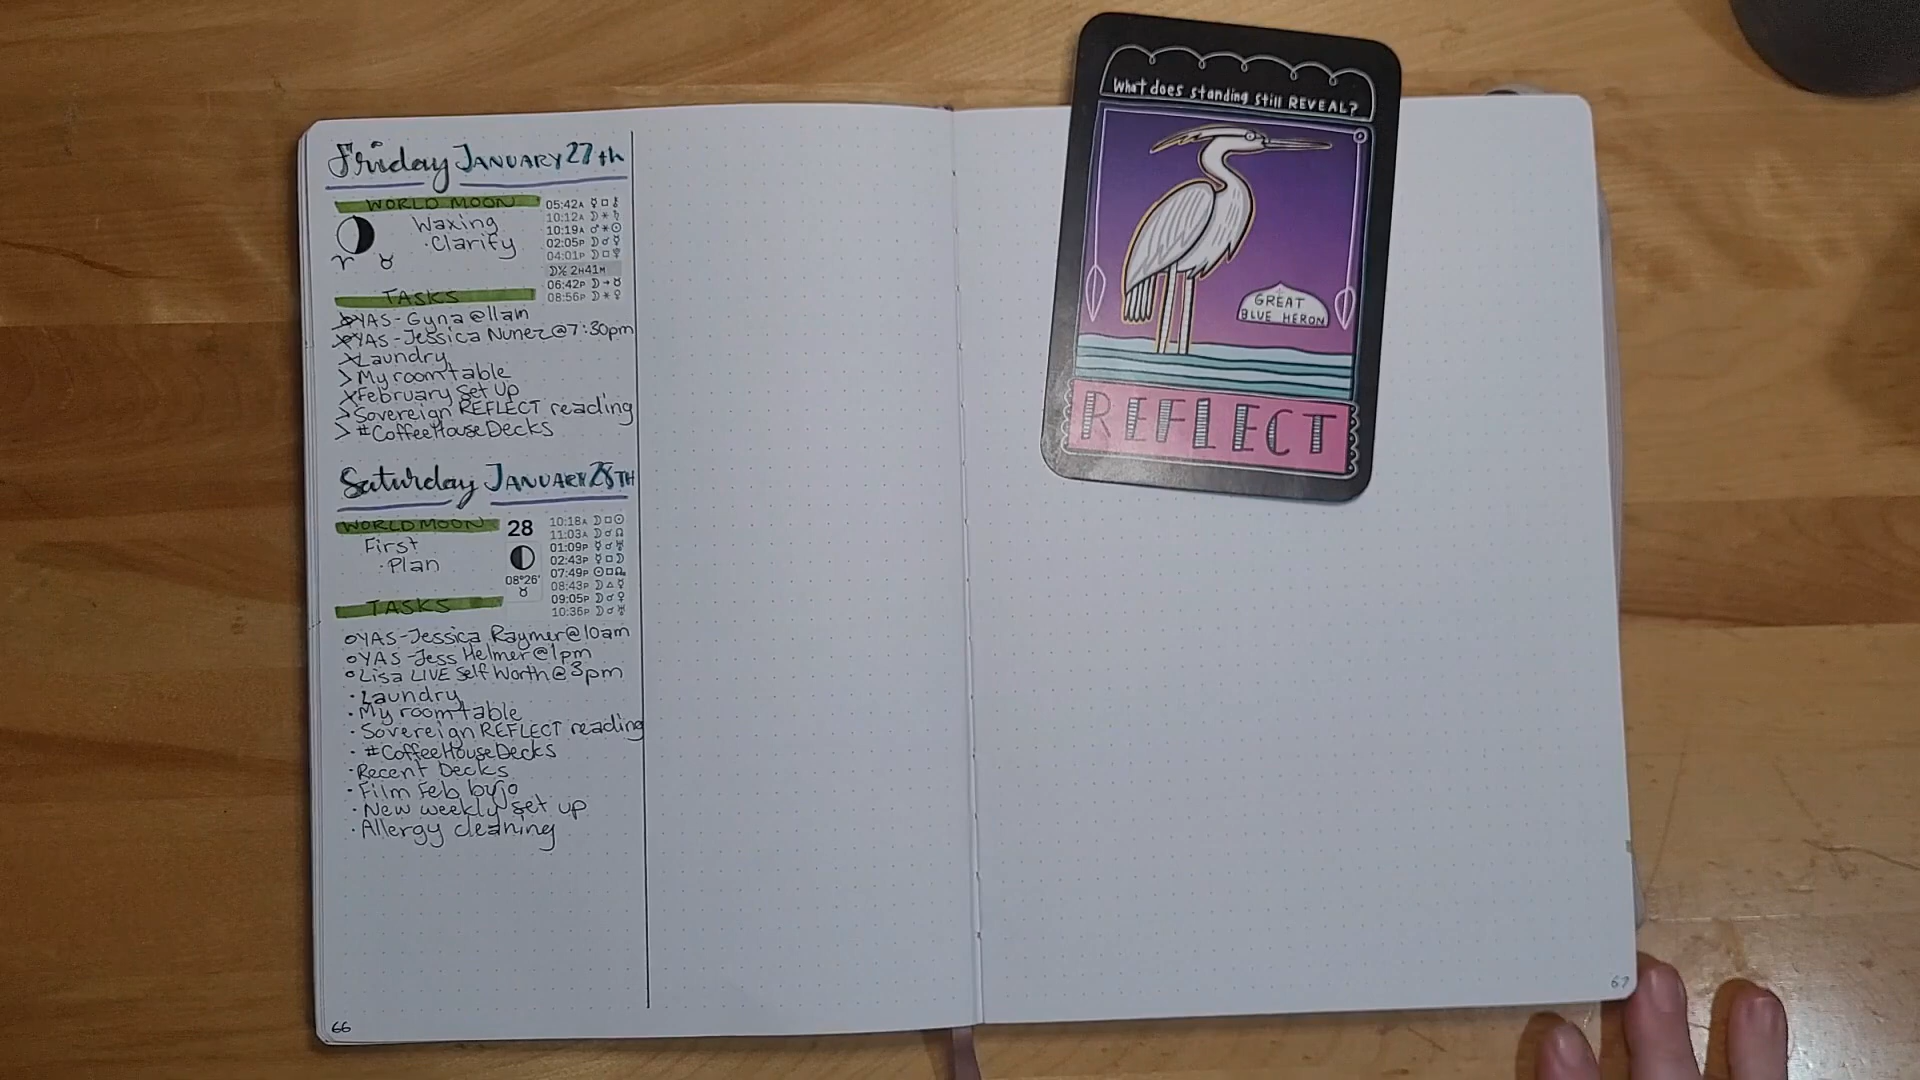 Friday JANUARY 27th
WORLD MOON
Waxing
· Clarify
♈ ♉
05:42A ☿ □ ⚷
10:12A ☽ ⚹ ♄
10:19A ♂ ⚹ ☉
02:05P ☽ ☌ ☿
04:01P ☽ □ ♆
☽ 2H41M
06:42P ☽ → ♉
08:56P ☽ ⚹ ♀
TASKS
YAS - Gyna @ 11am
YAS - Jessica Nunez @ 7:30pm
X Laundry
> My room table
X February Set Up
> Sovereign REFLECT reading
> #CoffeeHouseDecks
Saturday JANUARY 28TH
WORLD MOON
First
· Plan
28
08°26'
♉
10:18A ☽ □ ☉
11:03A ☽ ☌ ☊
01:09P
02:43P ☿ □ ☽
07:49P ☉ □
08:43P ☽ △ ☿
09:05P ☽ ☌ ♀
10:36P ☽ ☌ ♅
TASKS
o YAS - Jessica Raymer @ 10am
o YAS - Jess Helmer @ 1pm
o Lisa LIVE Self Worth @ 3pm
· Laundry
· My room table
· Sovereign REFLECT reading
· #CoffeeHouseDecks
· Recent Decks
· Film Feb bujo
· New weekly set up
· Allergy cleaning
66
What does standing still REVEAL?
GREAT
BLUE HERON
REFLECT
67